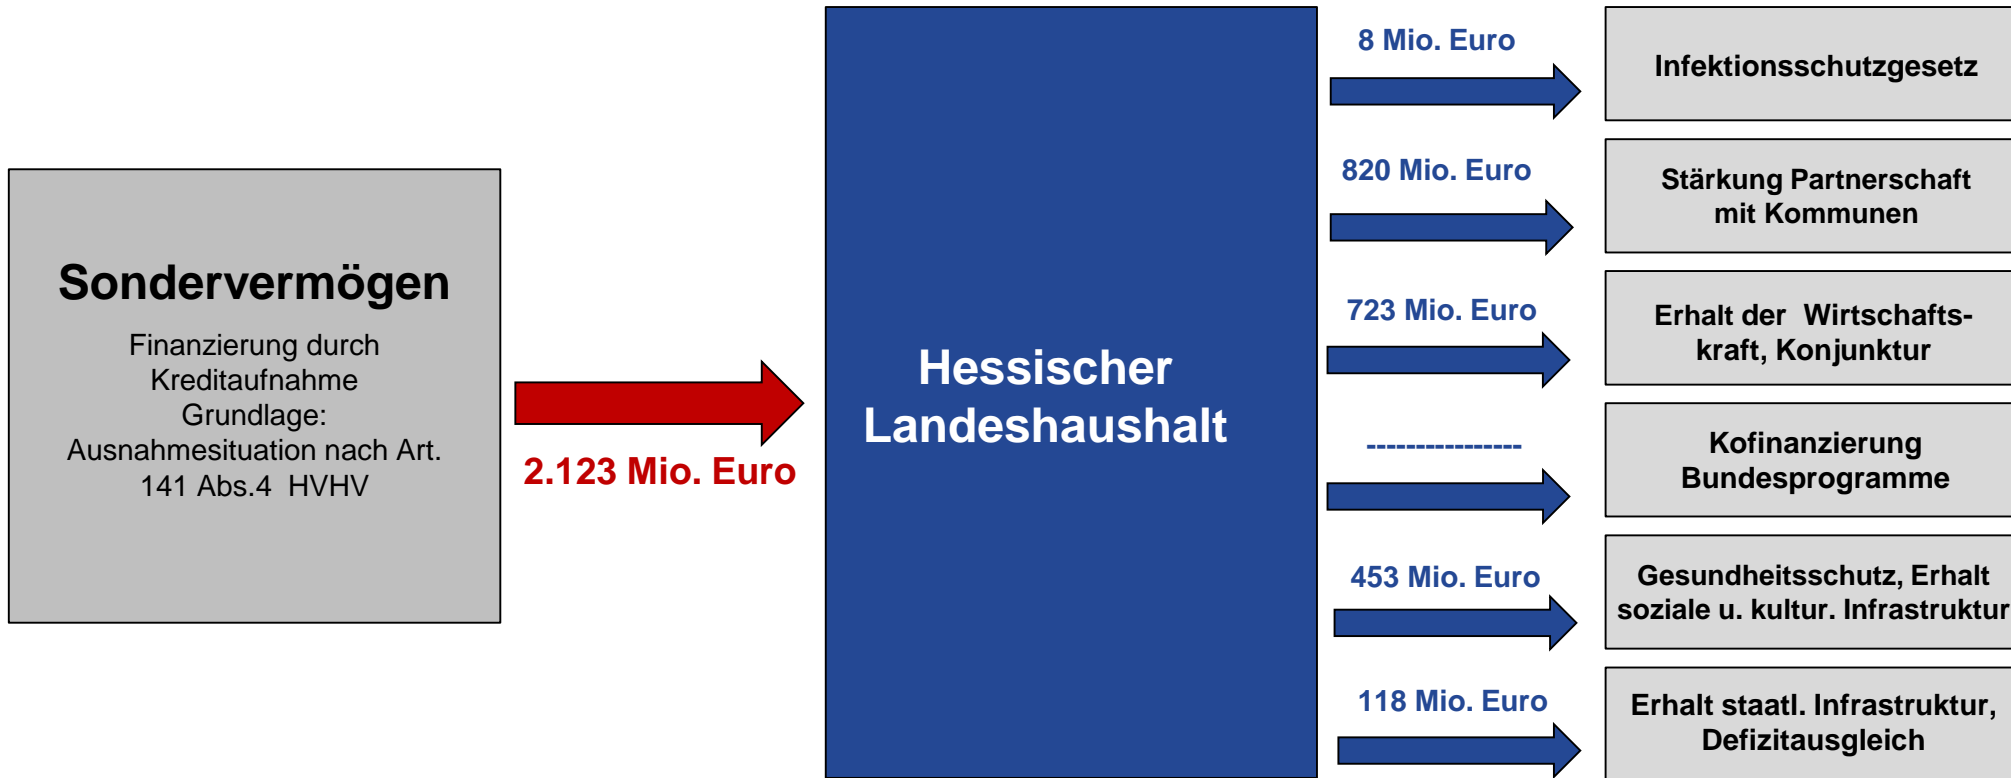 Sondervermögen
Finanzierung durch
Kreditaufnahme
Grundlage:
Ausnahmesituation nach Art.
141 Abs.4  HVHV
2.123 Mio. Euro
Hessischer
Landeshaushalt
8 Mio. Euro
Infektionsschutzgesetz
820 Mio. Euro
Stärkung Partnerschaft
mit Kommunen
723 Mio. Euro
Erhalt der  Wirtschafts-
kraft, Konjunktur
----------------
Kofinanzierung
Bundesprogramme
453 Mio. Euro
Gesundheitsschutz, Erhalt
soziale u. kultur. Infrastruktur
118 Mio. Euro
Erhalt staatl. Infrastruktur,
Defizitausgleich